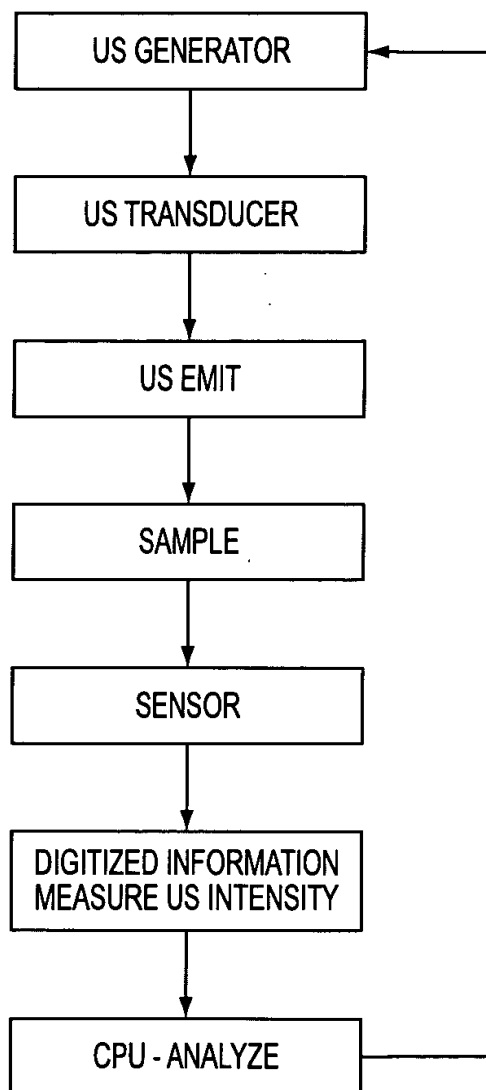 US GENERATOR
US TRANSDUCER
US EMIT
SAMPLE
SENSOR
DIGITIZED INFORMATION
MEASURE US INTENSITY
CPU - ANALYZE